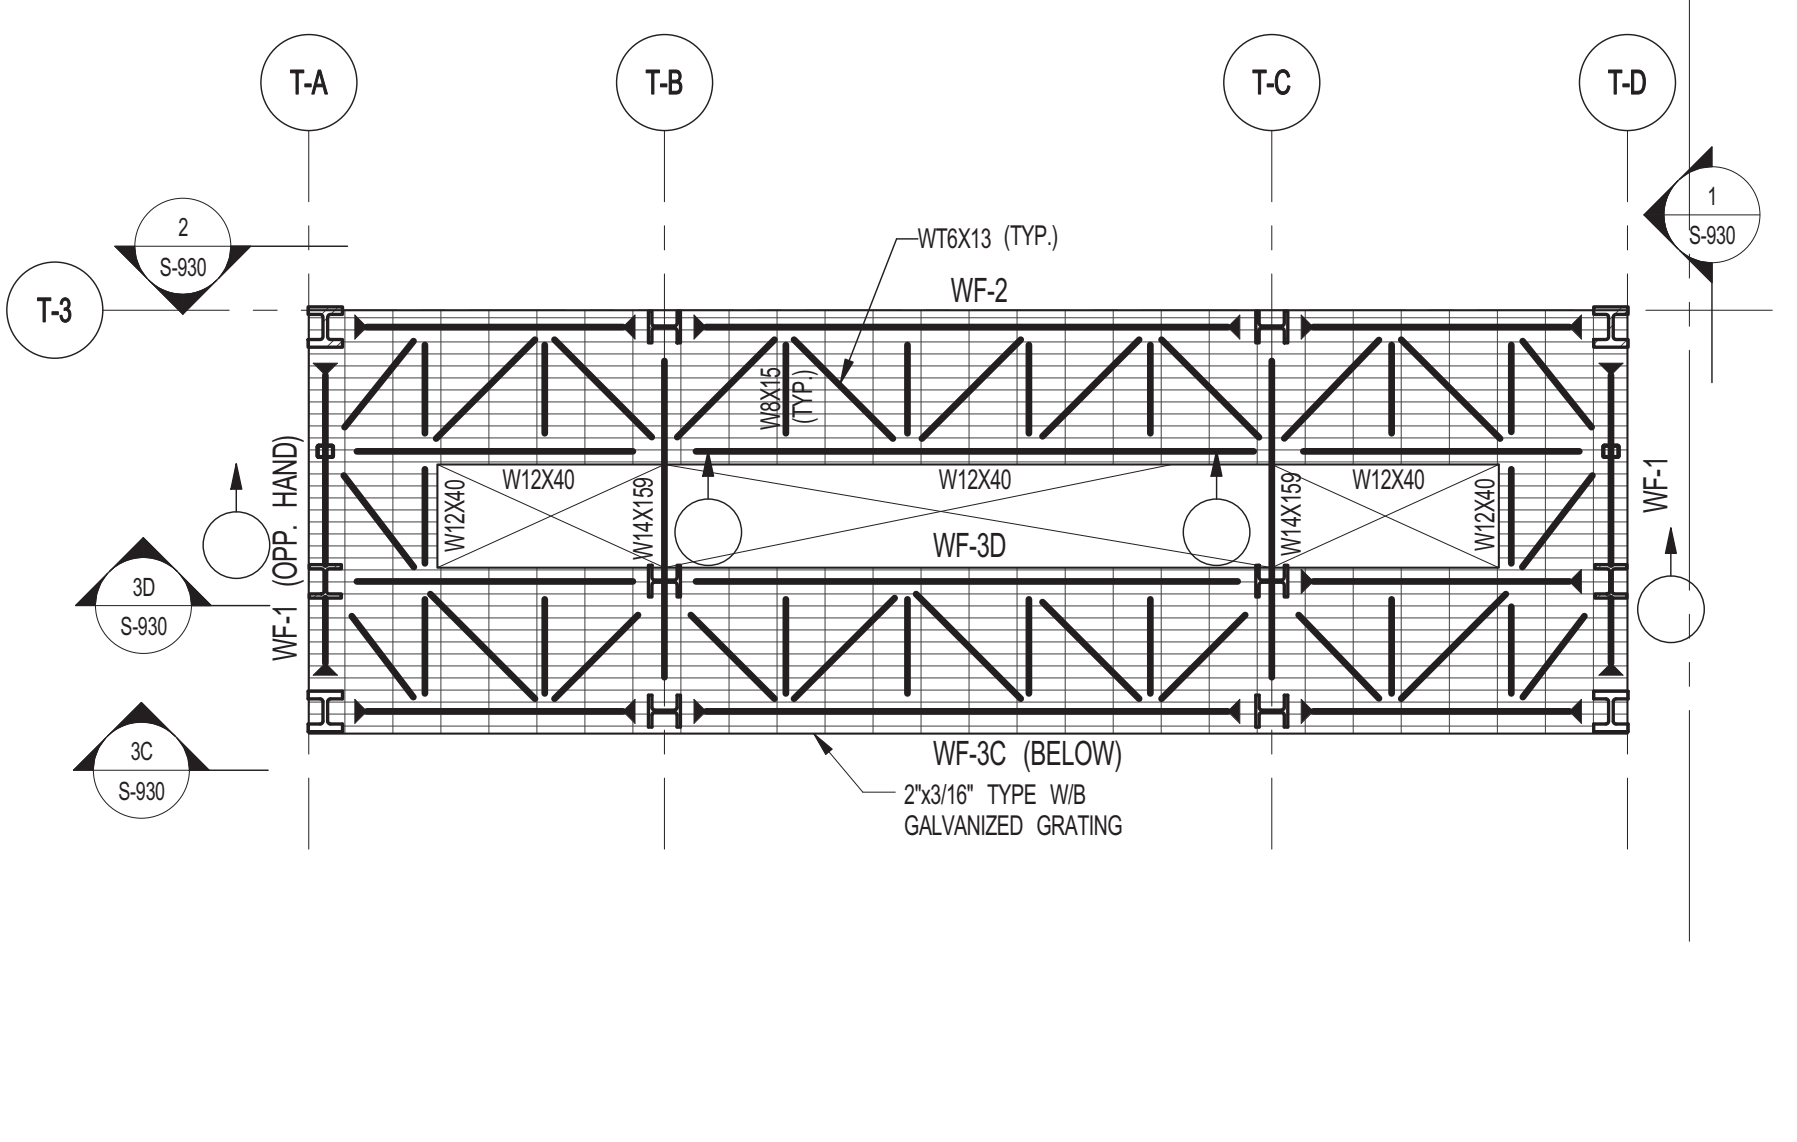 T-A
T-B
T-C
T-D
1
S-930
2
S-930
WT6X13 (TYP.)
WF-2
T-3
W8X15
(TYP.)
WF-1 (OPP. HAND)
W12X40
W12X40
W14X159
W12X40
W14X159
W12X40
W12X40
WF-1
WF-3D
3D
S-930
3C
S-930
WF-3C (BELOW)
2"x3/16" TYPE W/B
GALVANIZED GRATING